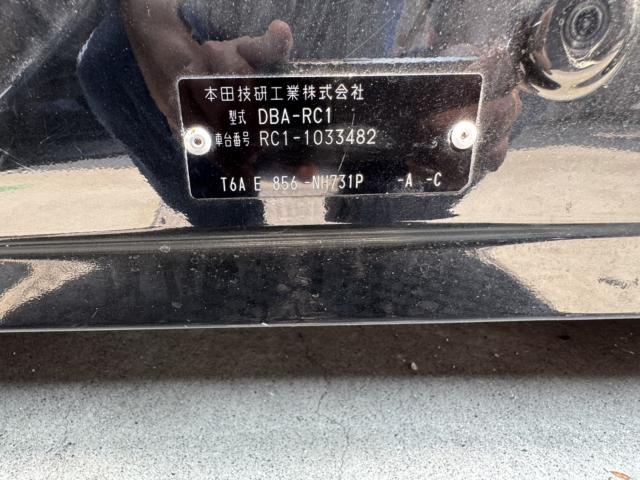 本田技研工業株式会社
型式 DBA-RC1
車台番号 RC1-1033482
T6A E 856 -NH731P -A -C